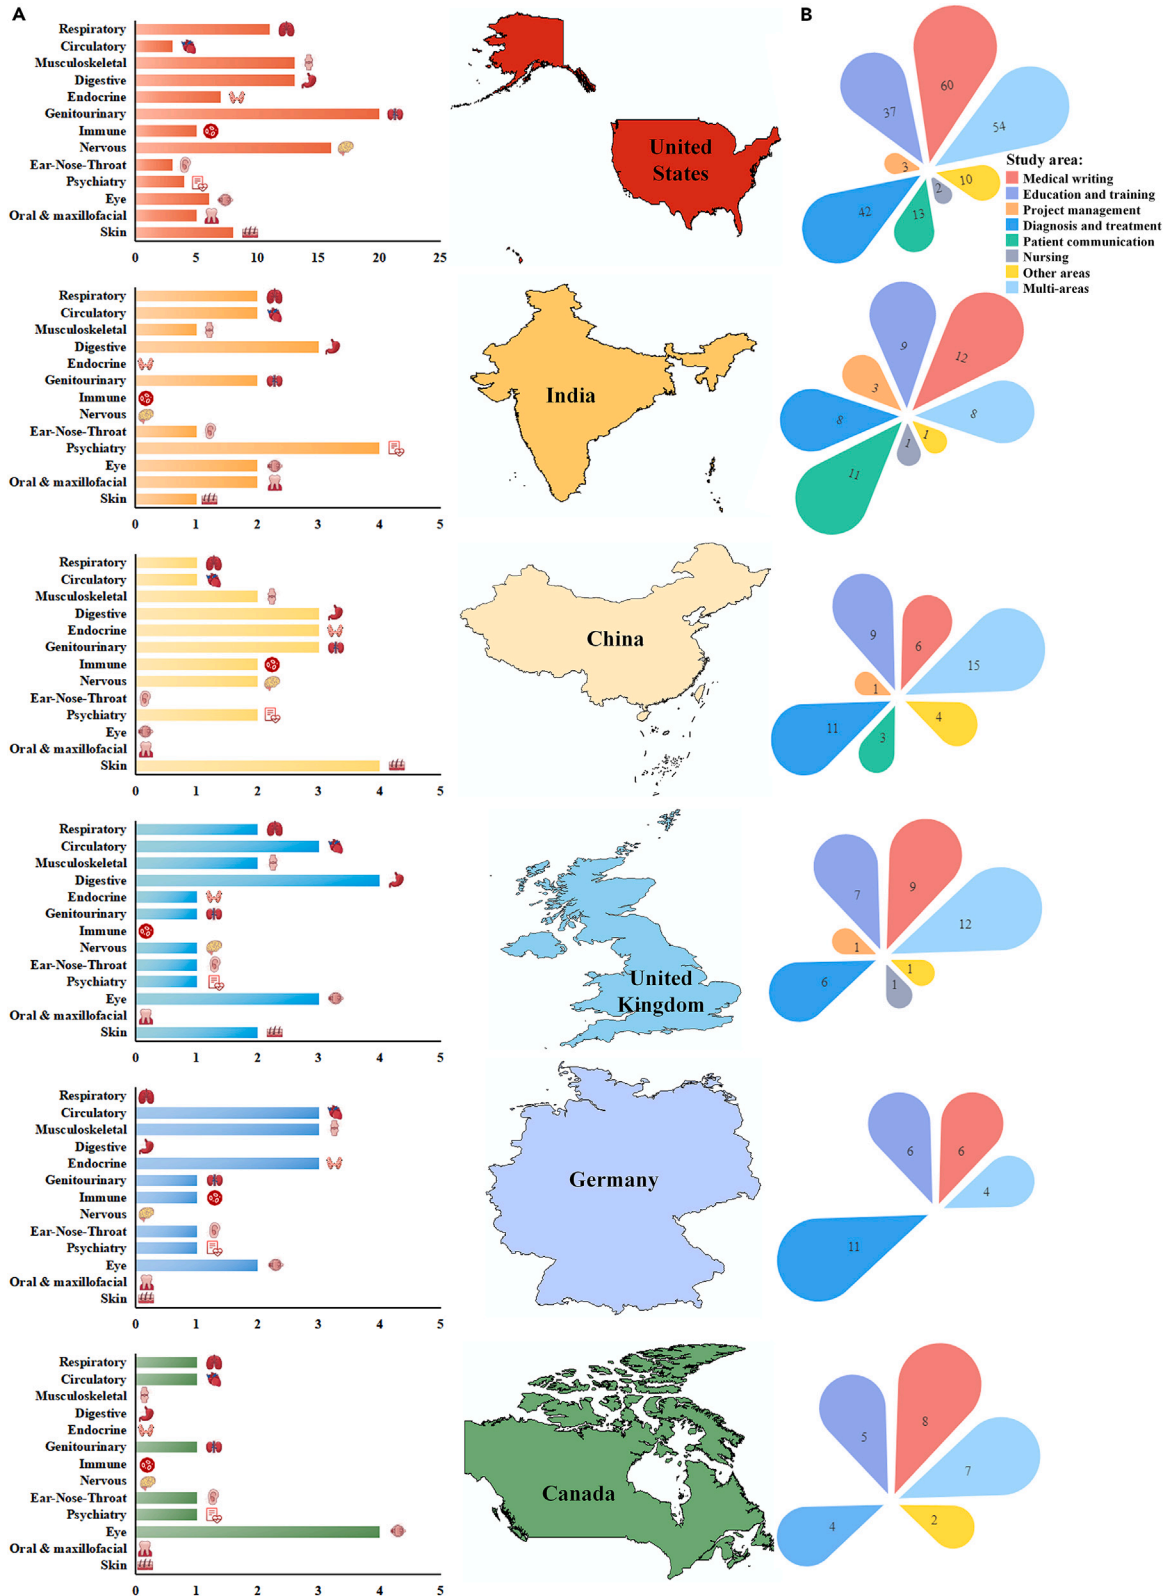 A
B
Respiratory
Circulatory
Musculoskeletal
Digestive
Endocrine
Genitourinary
Immune
Nervous
Ear-Nose-Throat
Psychiatry
Eye
Oral & maxillofacial
Skin
0 5 10 15 20 25
United
States
60
54
37
3
10
2
42
13
Study area:
Medical writing
Education and training
Project management
Diagnosis and treatment
Patient communication
Nursing
Other areas
Multi-areas
Respiratory
Circulatory
Musculoskeletal
Digestive
Endocrine
Genitourinary
Immune
Nervous
Ear-Nose-Throat
Psychiatry
Eye
Oral & maxillofacial
Skin
0 1 2 3 4 5
India
9
12
3
8
8
1
1
11
Respiratory
Circulatory
Musculoskeletal
Digestive
Endocrine
Genitourinary
Immune
Nervous
Ear-Nose-Throat
Psychiatry
Eye
Oral & maxillofacial
Skin
0 1 2 3 4 5
China
9
6
15
1
4
11
3
Respiratory
Circulatory
Musculoskeletal
Digestive
Endocrine
Genitourinary
Immune
Nervous
Ear-Nose-Throat
Psychiatry
Eye
Oral & maxillofacial
Skin
0 1 2 3 4 5
United
Kingdom
7
9
12
1
1
6
1
Respiratory
Circulatory
Musculoskeletal
Digestive
Endocrine
Genitourinary
Immune
Nervous
Ear-Nose-Throat
Psychiatry
Eye
Oral & maxillofacial
Skin
0 1 2 3 4 5
Germany
6
6
4
11
Respiratory
Circulatory
Musculoskeletal
Digestive
Endocrine
Genitourinary
Immune
Nervous
Ear-Nose-Throat
Psychiatry
Eye
Oral & maxillofacial
Skin
0 1 2 3 4 5
Canada
5
8
7
4
2